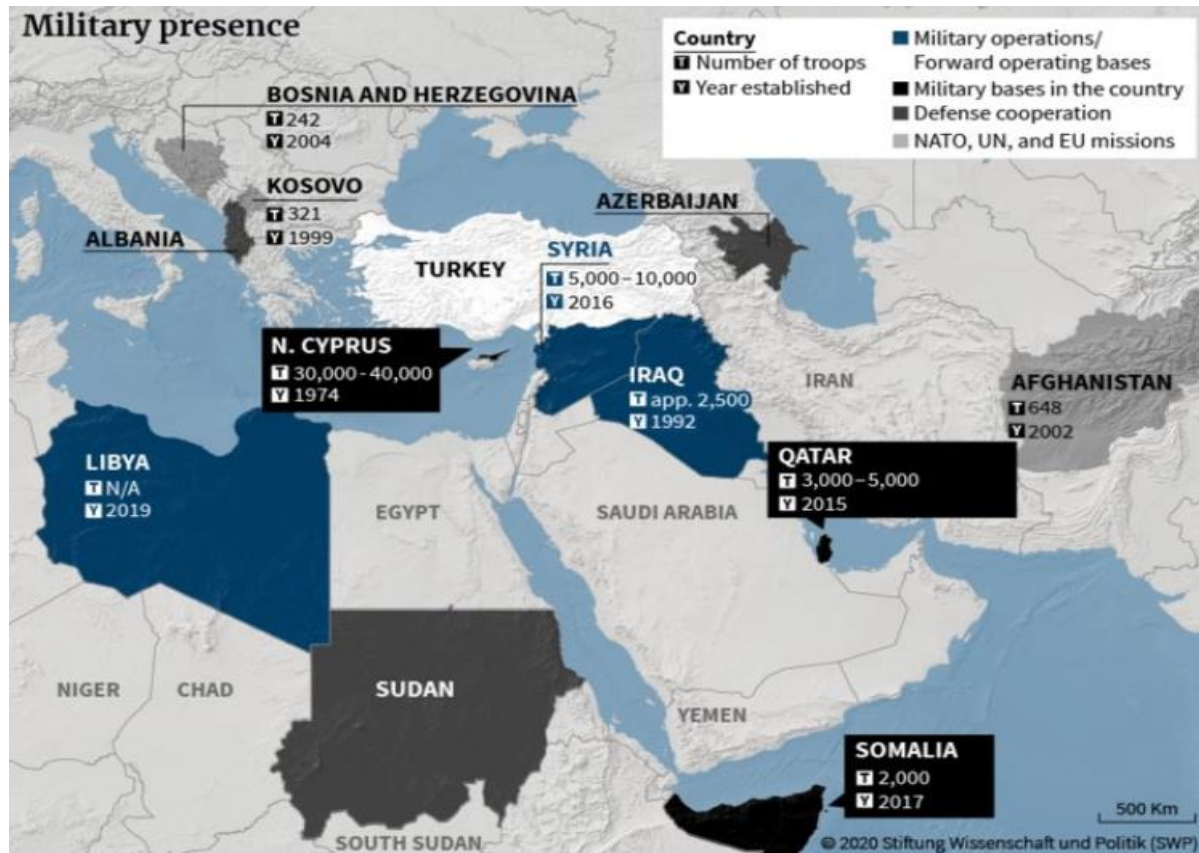 Military presence
Country
T Number of troops
Y Year established
Military operations/
Forward operating bases
Military bases in the country
Defense cooperation
NATO, UN, and EU missions
BOSNIA AND HERZEGOVINA
T 242
Y 2004
KOSOVO
T 321
Y 1999
ALBANIA
AZERBAIJAN
TURKEY
SYRIA
T 5,000–10,000
Y 2016
N. CYPRUS
T 30,000–40,000
Y 1974
IRAQ
T app. 2,500
Y 1992
IRAN
AFGHANISTAN
T 648
Y 2002
LIBYA
T N/A
Y 2019
EGYPT
SAUDI ARABIA
QATAR
T 3,000–5,000
Y 2015
NIGER
CHAD
SUDAN
YEMEN
SOMALIA
T 2,000
Y 2017
SOUTH SUDAN
500 Km
© 2020 Stiftung Wissenschaft und Politik (SWP)